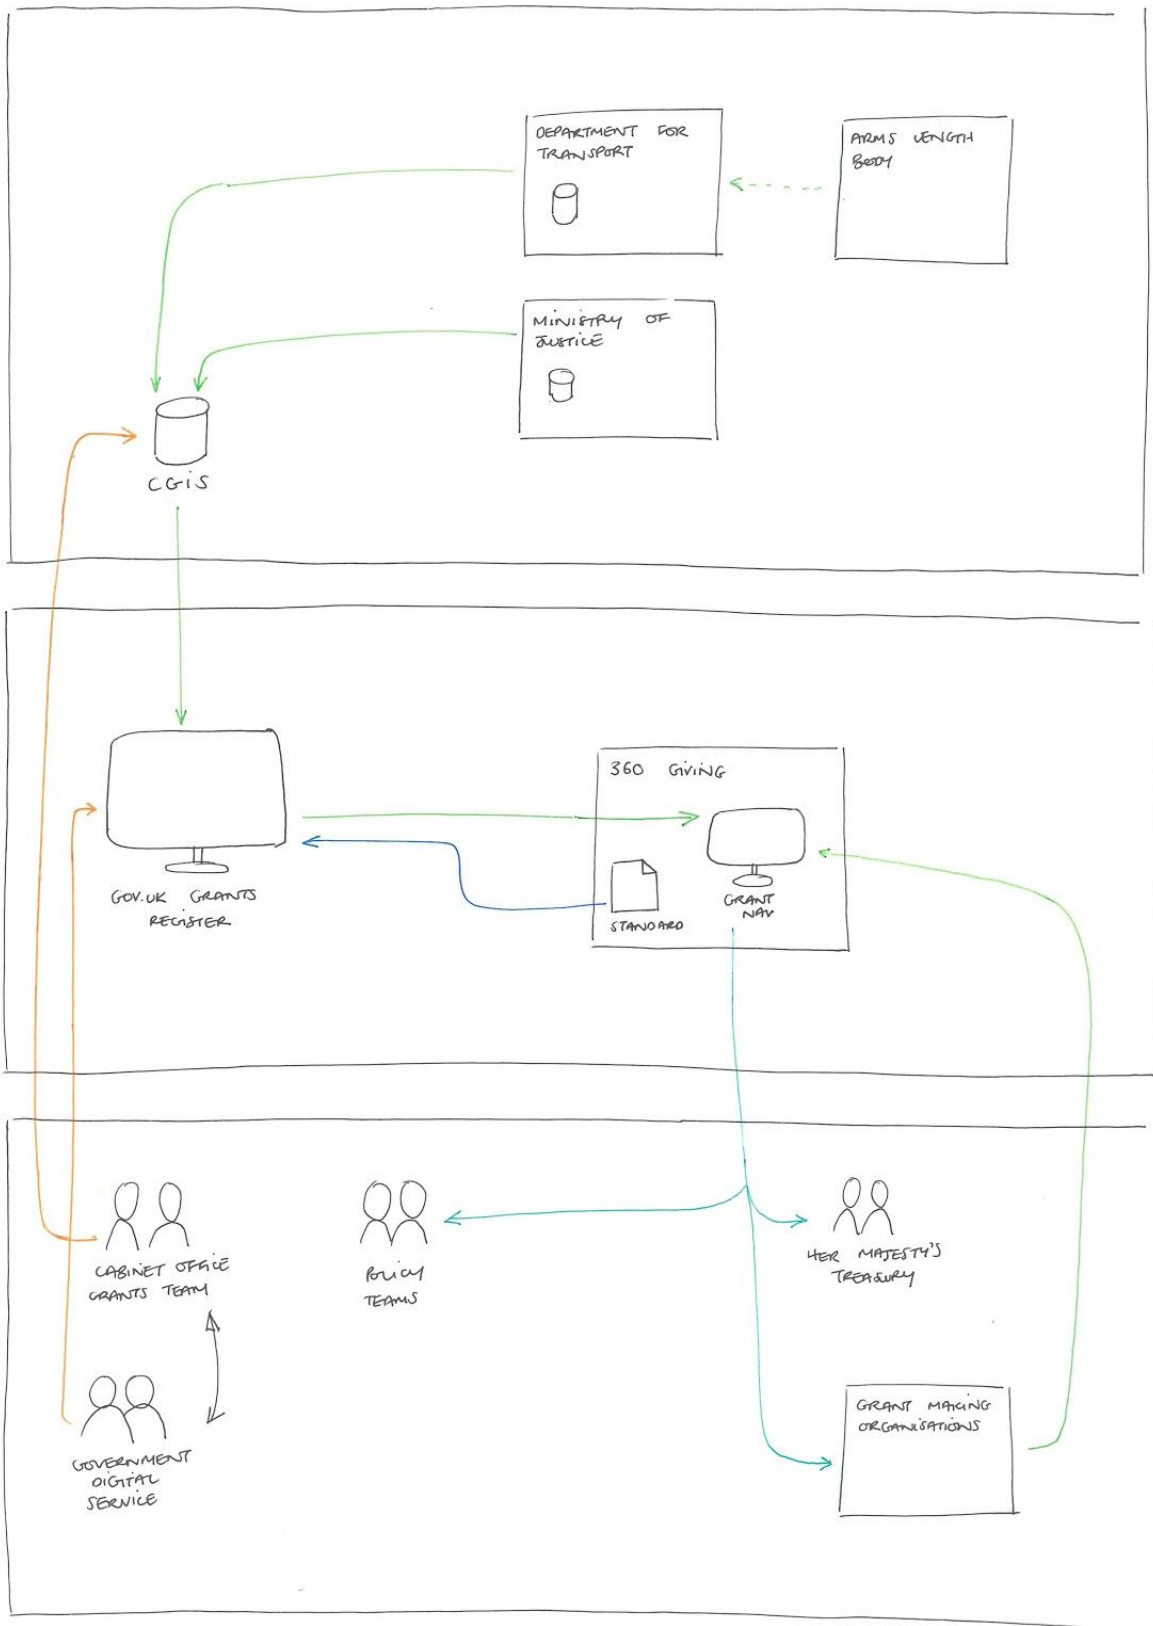 DEPARTMENT FOR
TRANSPORT
ARMS LENGTH
BODY
MINISTRY OF
JUSTICE
CGIS
360 GIVING
GOV.UK GRANTS
REGISTER
STANDARD
GRANT
NAV
CABINET OFFICE
GRANTS TEAM
POLICY
TEAMS
HER MAJESTY'S
TREASURY
GOVERNMENT
DIGITAL
SERVICE
GRANT MAKING
ORGANISATIONS